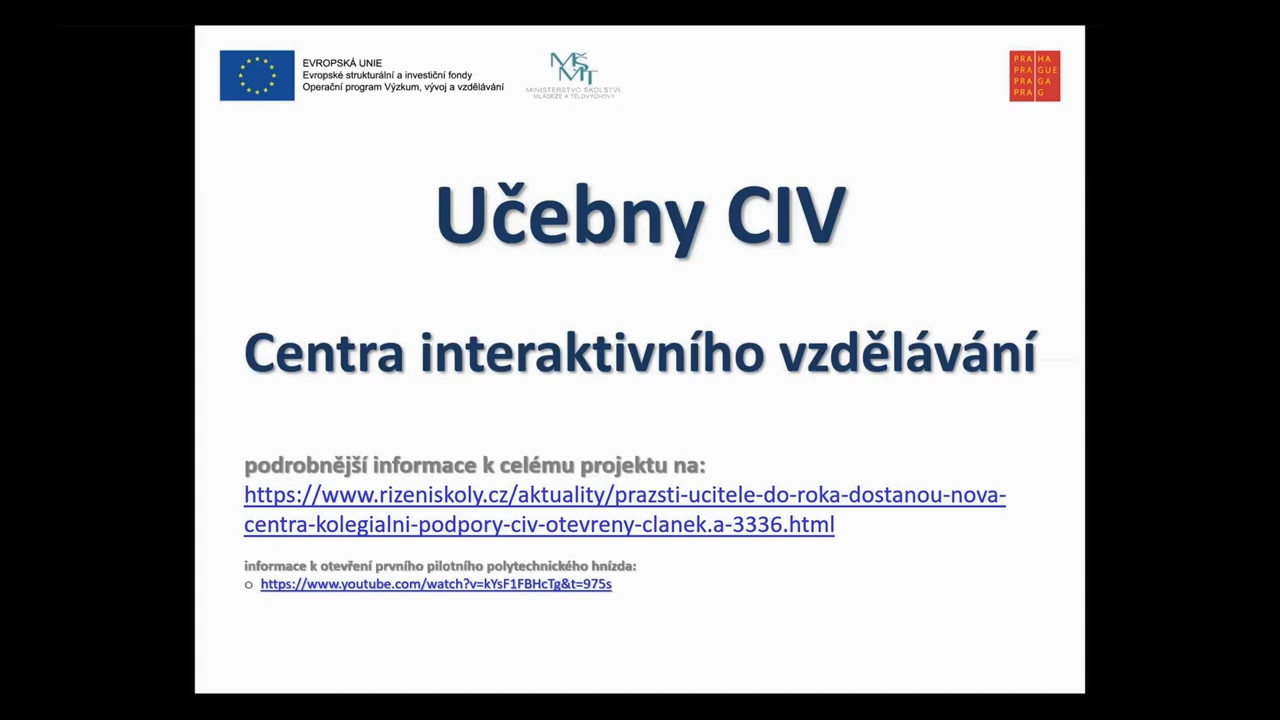 EVROPSKÁ UNIE
Evropské strukturální a investiční fondy
Operační program Výzkum, vývoj a vzdělávání
MŠMT
MINISTERSTVO ŠKOLSTVÍ,
MLÁDEŽE A TĚLOVÝCHOVY
PRA HA
PRA GUE
PRA GA
PRA G
Učebny CIV
Centra interaktivního vzdělávání
podrobnější informace k celému projektu na:
https://www.rizeniskoly.cz/aktuality/prazsti-ucitele-do-roka-dostanou-nova-
centra-kolegialni-podpory-civ-otevreny-clanek.a-3336.html
informace k otevření prvního pilotního polytechnického hnízda:
o https://www.youtube.com/watch?v=kYsF1FBHcTg&t=975s